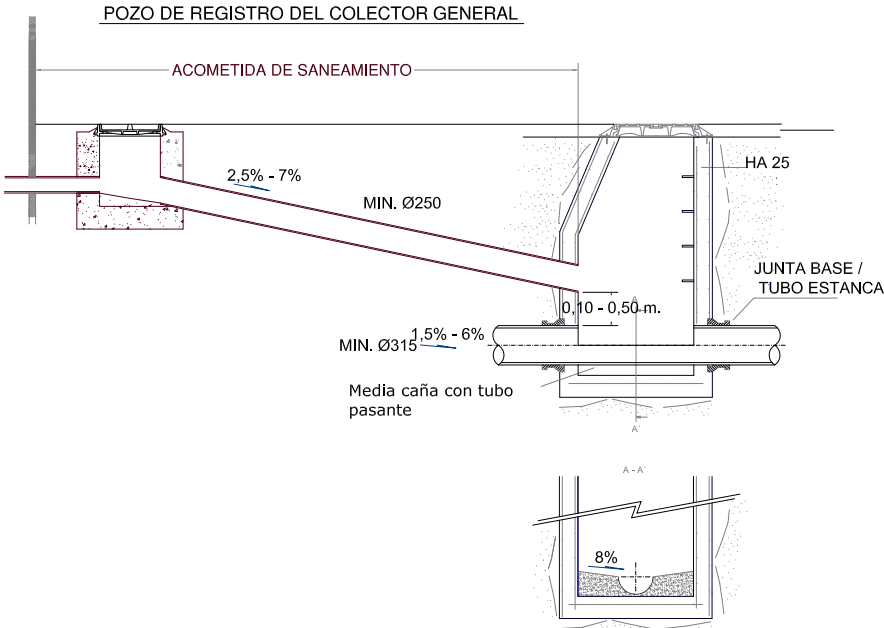 POZO DE REGISTRO DEL COLECTOR GENERAL
ACOMETIDA DE SANEAMIENTO
2,5% - 7%
MIN. Ø250
HA 25
JUNTA BASE /
TUBO ESTANCA
A
0,10 - 0,50 m.
1,5% - 6%
MIN. Ø315
Media caña con tubo
pasante
A'
A - A'
8%